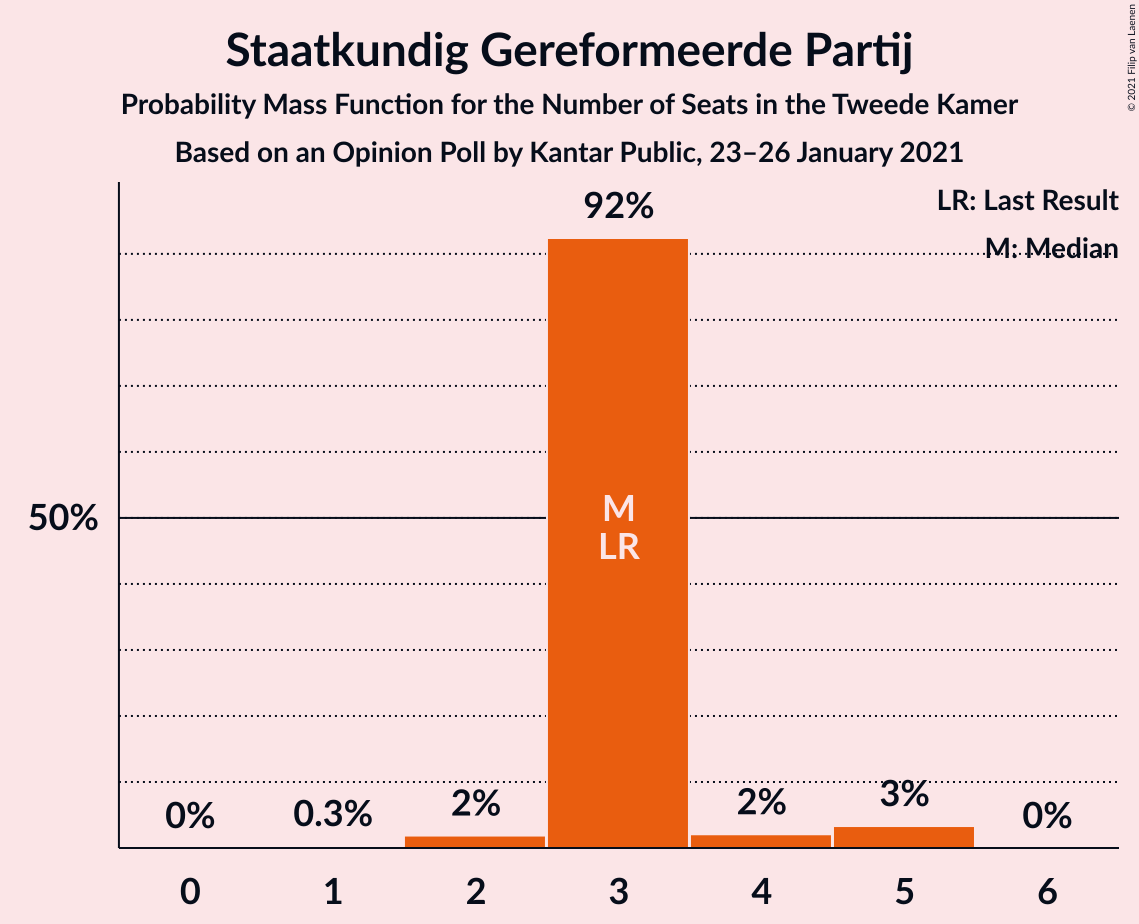 Staatkundig Gereformeerde Partij
Probability Mass Function for the Number of Seats in the Tweede Kamer
Based on an Opinion Poll by Kantar Public, 23–26 January 2021
© 2021 Filip van Laenen
LR: Last Result
M: Median
92%
50%
M
LR
0%
0.3%
2%
2%
3%
0%
0 1 2 3 4 5 6